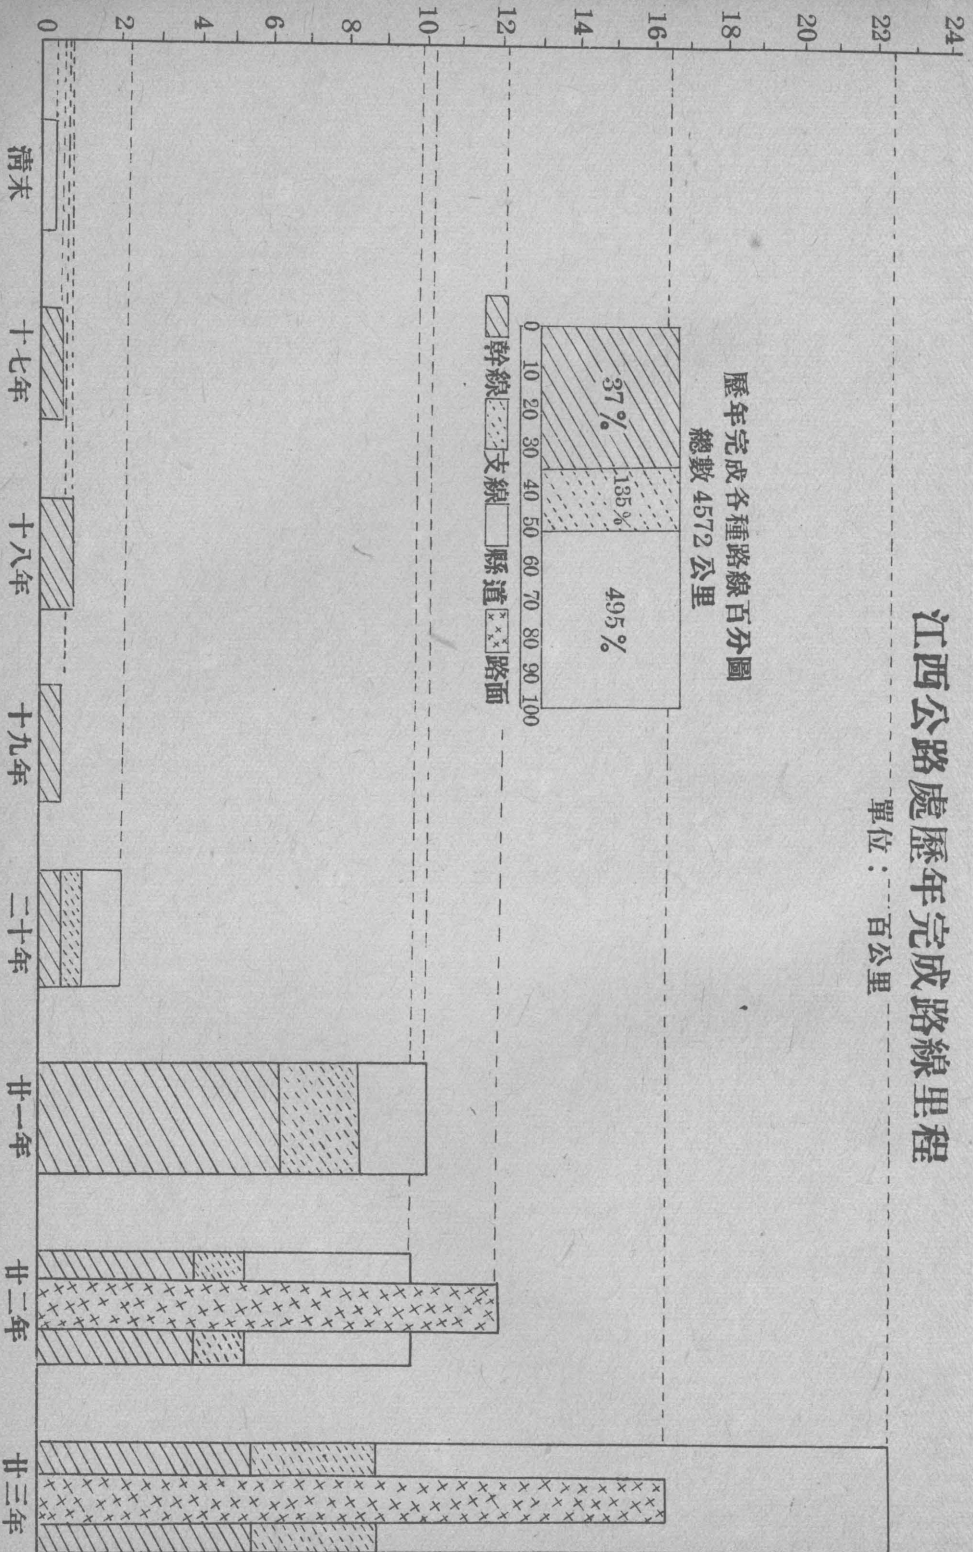 江西公路處歷年完成路線里程
單位： 百公里
24
22
20
18
16
14
12
10
8
6
4
2
0
歷年完成各種路線百分圖
總數4572公里
37%
135%
495%
0 10 20 30 40 50 60 70 80 90 100
幹線 支線 縣道 路面
清末 十七年 十八年 十九年 二十年 廿一年 廿二年 廿三年